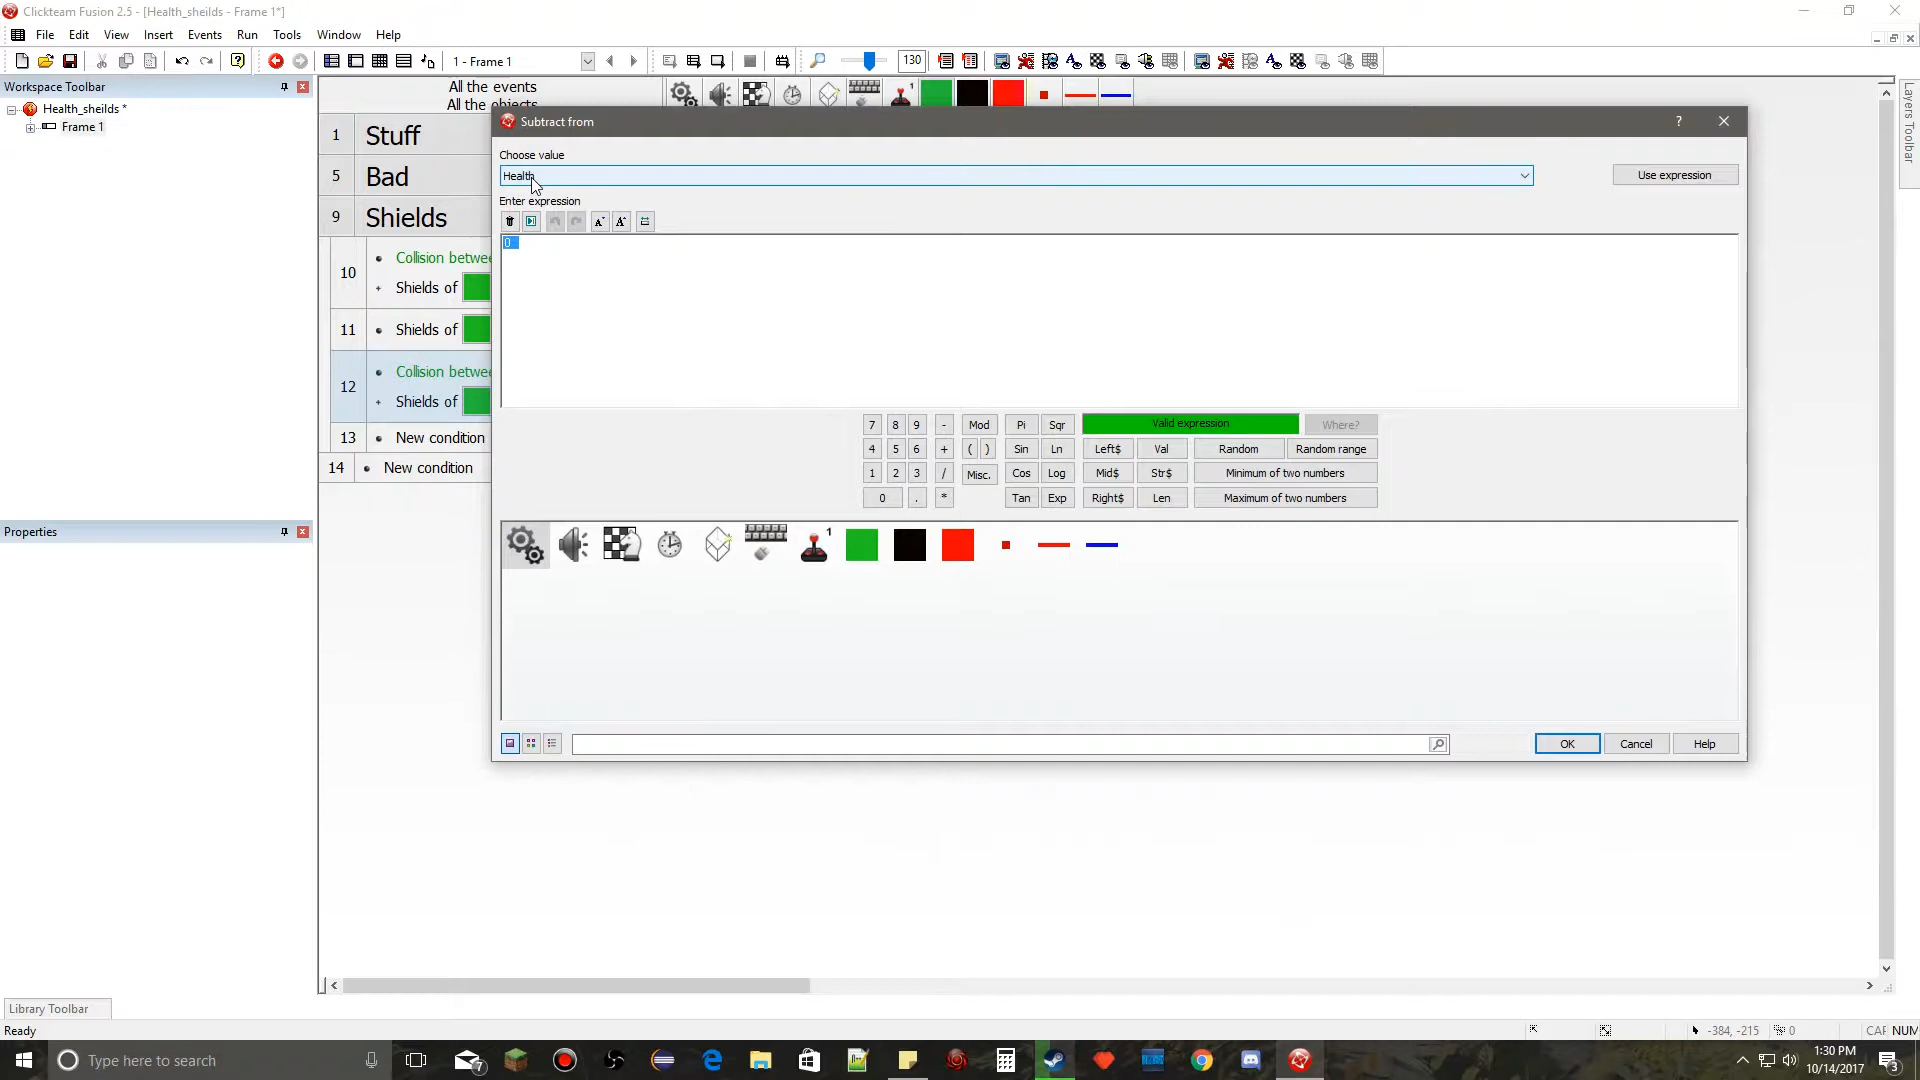 Clickteam Fusion 2.5 - [Health_sheilds - Frame 1*]
File Edit View Insert Events Run Tools Window Help
1 - Frame 1
130
Workspace Toolbar
Health_sheilds *
Frame 1
All the events
All the objects
1 Stuff
5 Bad
9 Shields
10 Collision betwee
Shields of
11 Shields of
12 Collision betwee
Shields of
13 New condition
14 New condition
Subtract from
?
Choose value
Health
Use expression
Enter expression
0
7 8 9 - Mod Pi Sqr Valid expression Where?
4 5 6 + ( ) Sin Ln Left$ Val Random Random range
1 2 3 / Misc. Cos Log Mid$ Str$ Minimum of two numbers
0 . * Tan Exp Right$ Len Maximum of two numbers
1
OK Cancel Help
Properties
Layers Toolbar
Library Toolbar
Ready
-384, -215
0
CAP NUM
Type here to search
7
1:30 PM
10/14/2017
3